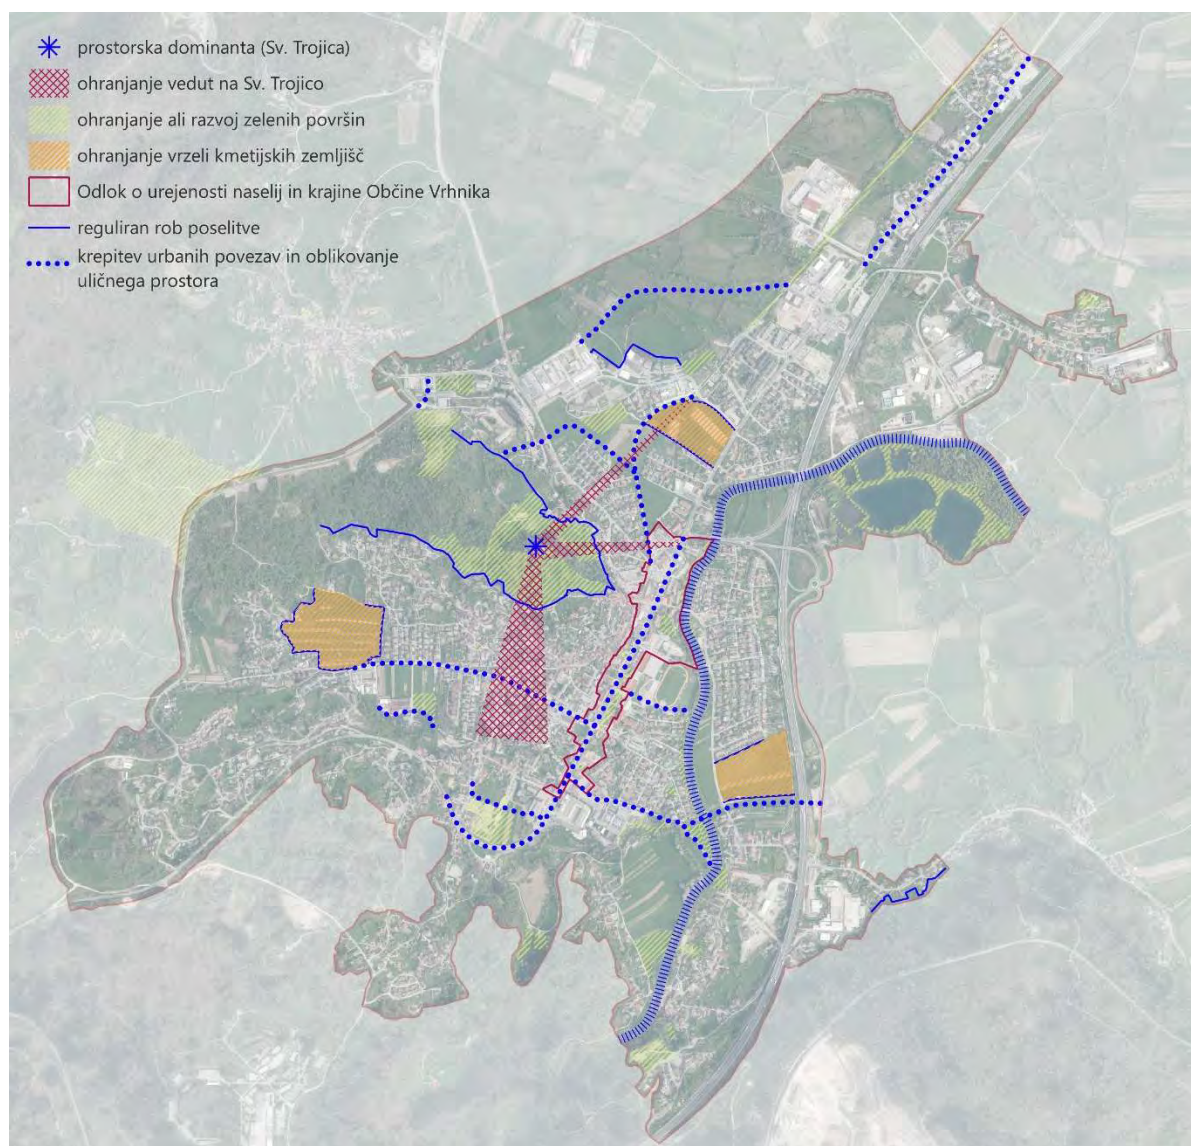 prostorska dominanta (Sv. Trojica)
ohranjanje vedut na Sv. Trojico
ohranjanje ali razvoj zelenih površin
ohranjanje vrzeli kmetijskih zemljišč
Odlok o urejenosti naselij in krajine Občine Vrhnika
reguliran rob poselitve
krepitev urbanih povezav in oblikovanje
uličnega prostora